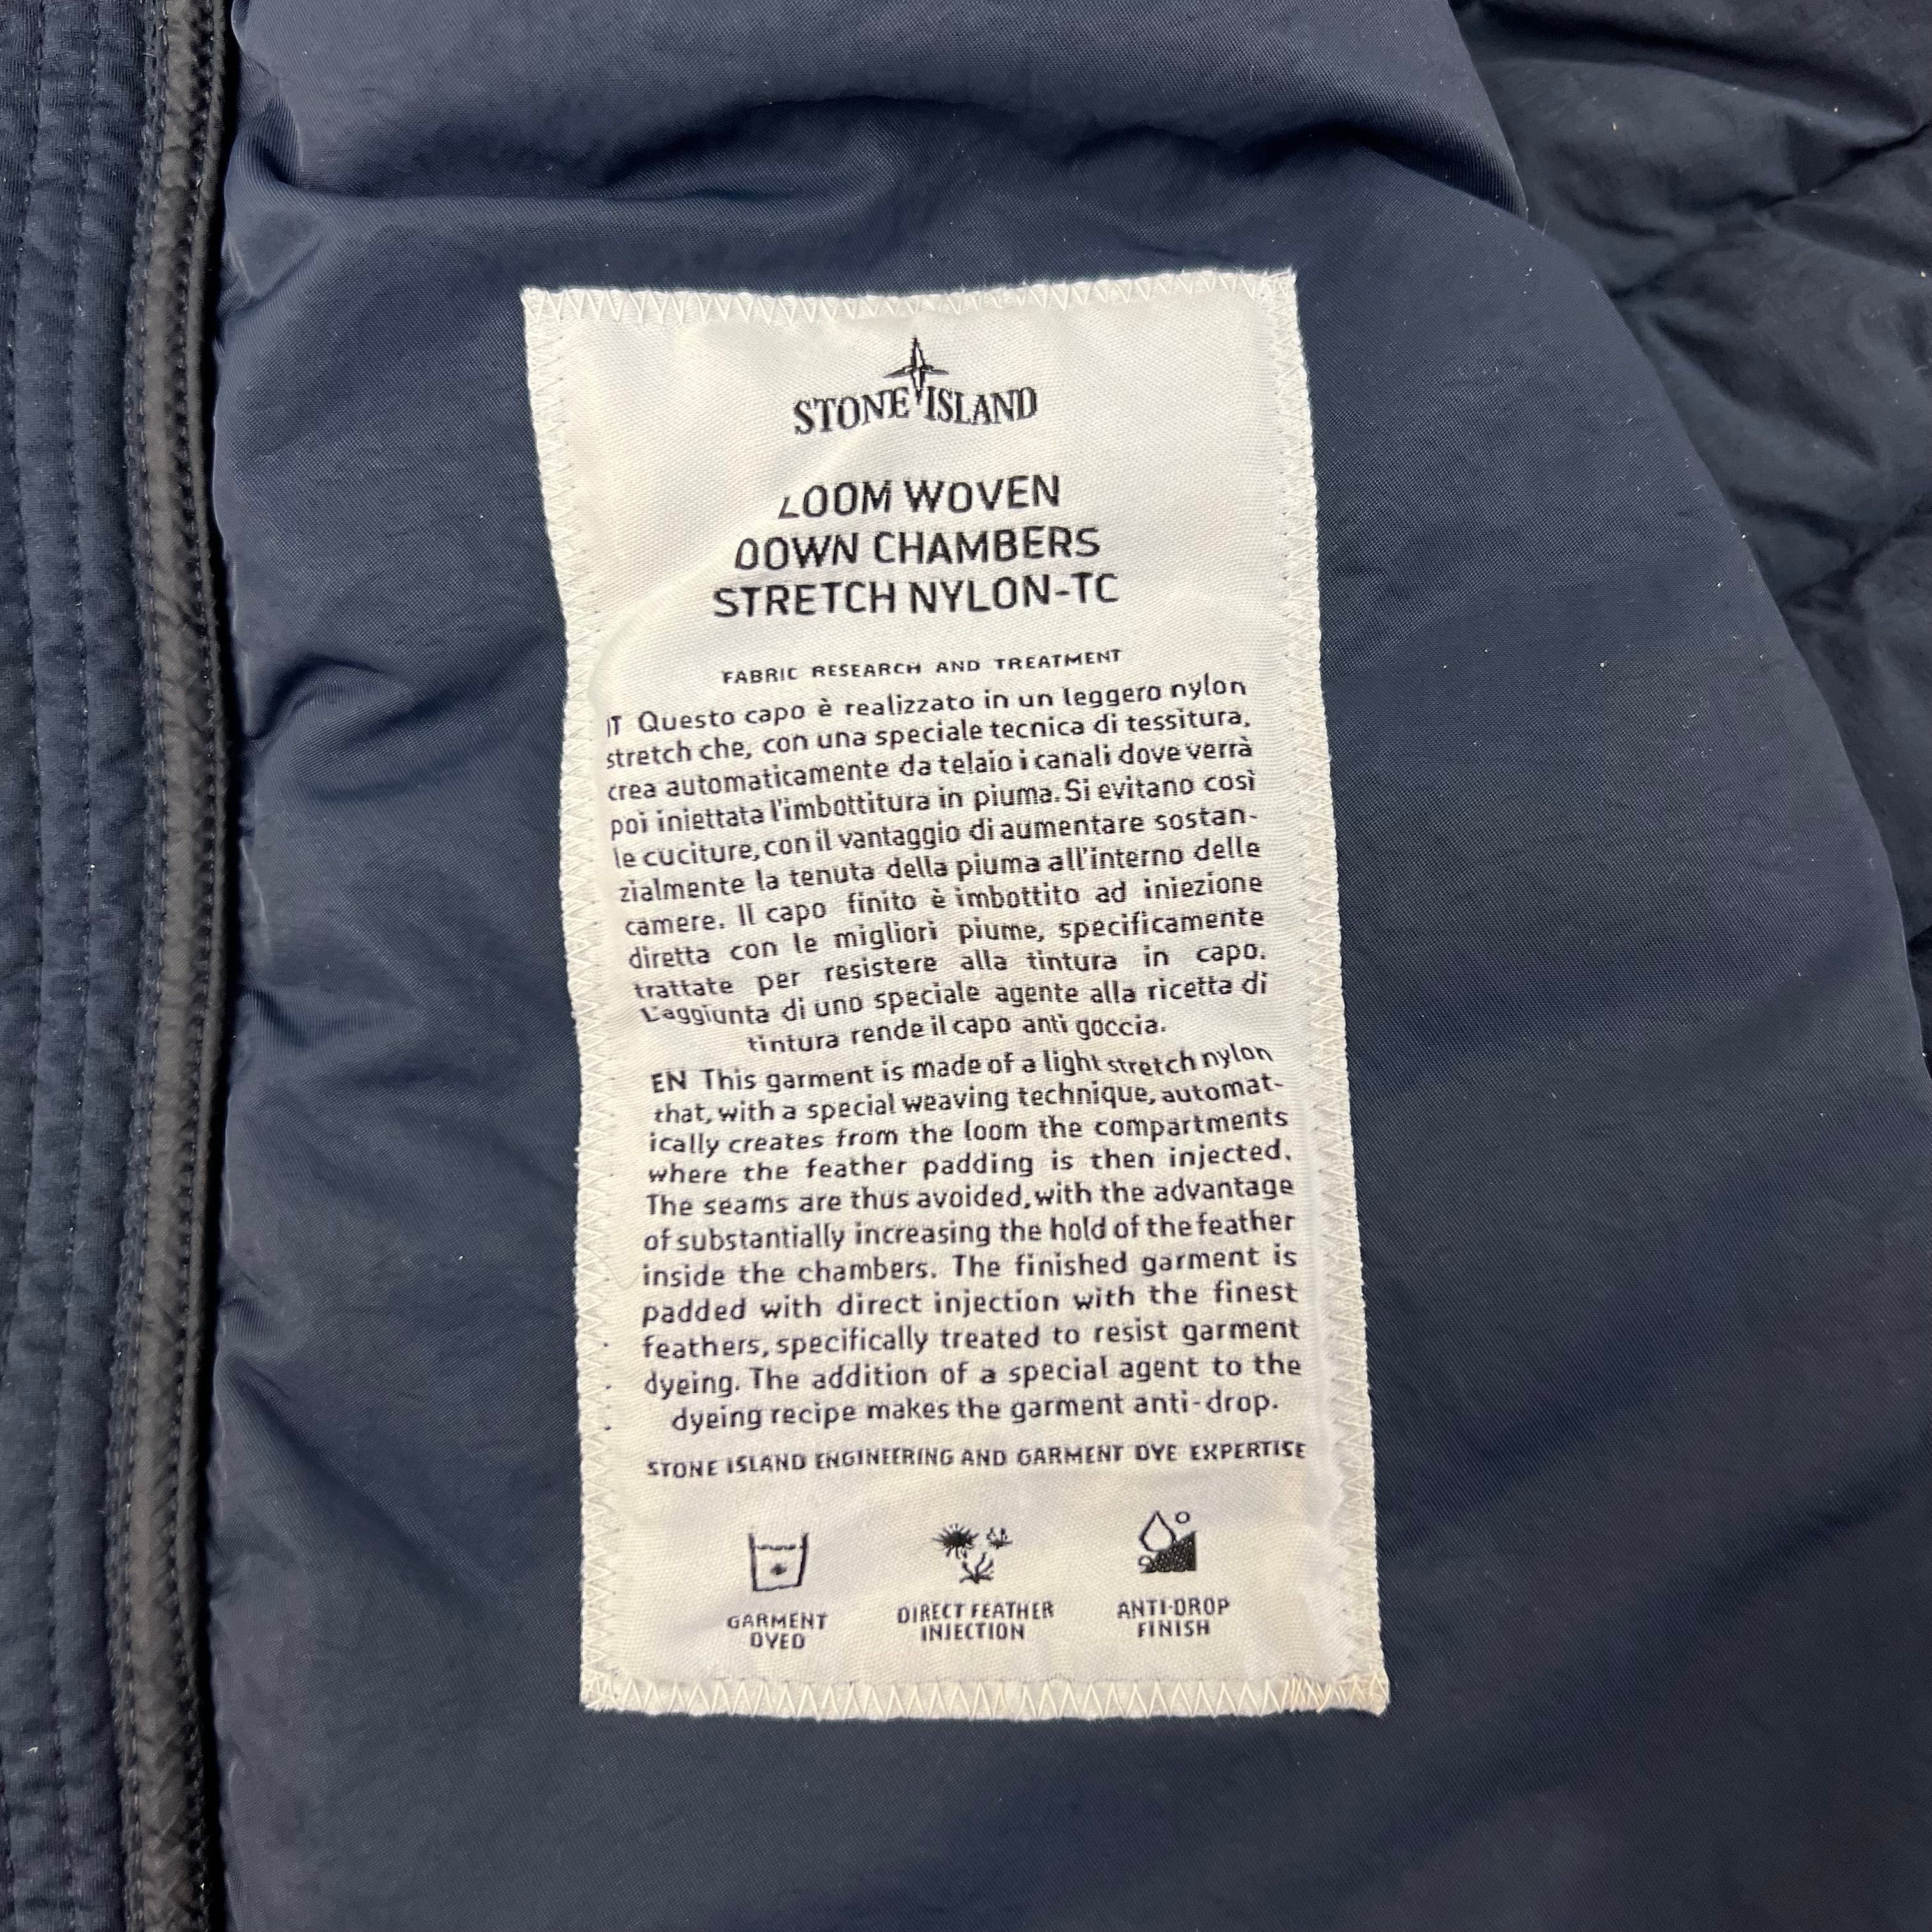 STONE ISLAND
LOOM WOVEN
DOWN CHAMBERS
STRETCH NYLON-TC
FABRIC RESEARCH AND TREATMENT
IT Questo capo è realizzato in un leggero nylon
stretch che, con una speciale tecnica di tessitura,
crea automaticamente da telaio i canali dove verrà
poi iniettata l'imbottitura in piuma. Si evitano così
le cuciture, con il vantaggio di aumentare sostan-
zialmente la tenuta della piuma all'interno delle
camere. Il capo finito è imbottito ad iniezione
diretta con le migliori piume, specificamente
trattate per resistere alla tintura in capo.
L'aggiunta di uno speciale agente alla ricetta di
tintura rende il capo anti goccia.
EN This garment is made of a light stretch nylon
that, with a special weaving technique, automat-
ically creates from the loom the compartments
where the feather padding is then injected.
The seams are thus avoided, with the advantage
of substantially increasing the hold of the feather
inside the chambers. The finished garment is
padded with direct injection with the finest
feathers, specifically treated to resist garment
dyeing. The addition of a special agent to the
dyeing recipe makes the garment anti-drop.
STONE ISLAND ENGINEERING AND GARMENT DYE EXPERTISE
GARMENT
DYED
DIRECT FEATHER
INJECTION
ANTI-DROP
FINISH